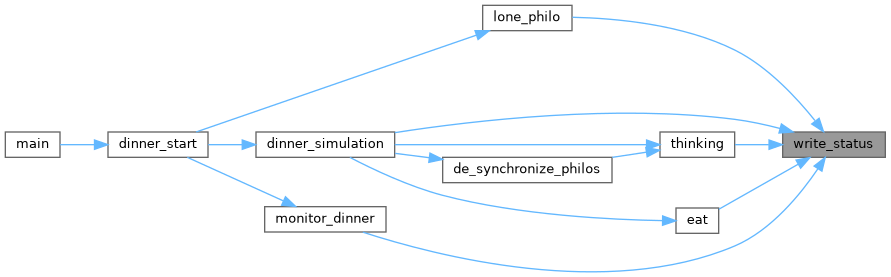 lone_philo
main
dinner_start
dinner_simulation
thinking
write_status
de_synchronize_philos
monitor_dinner
eat